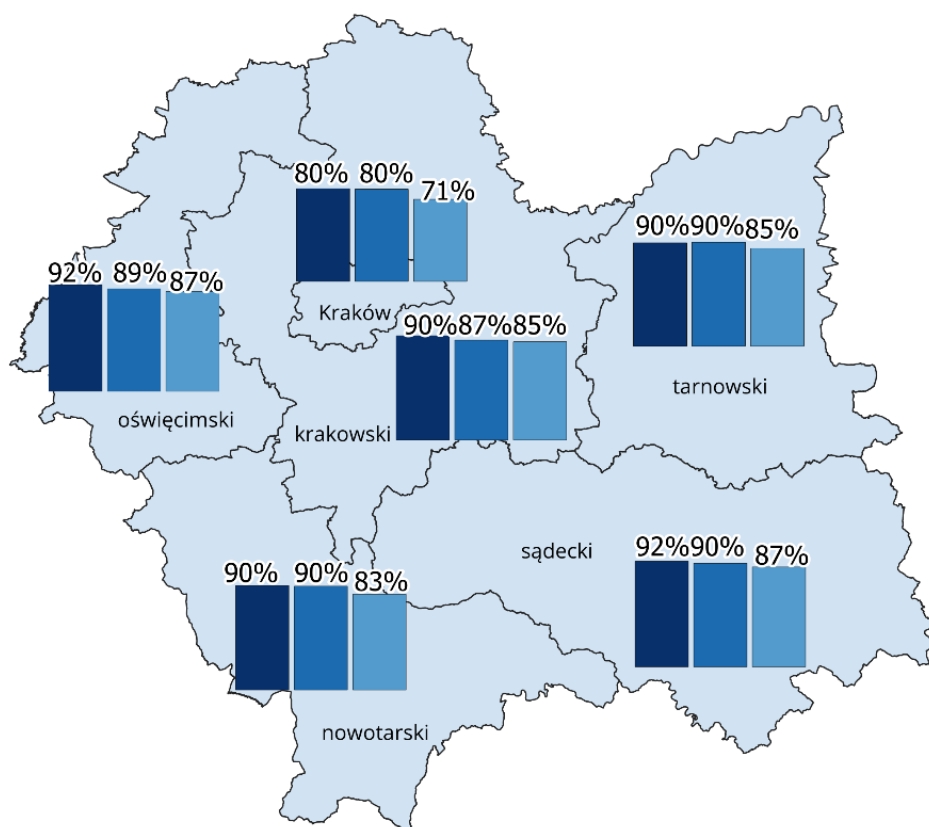 80% 80% 71%
Kraków
90% 90% 85%
tarnowski
92% 89% 87%
oświęcimski
90% 87% 85%
krakowski
sądecki
92% 90% 87%
90% 90% 83%
nowotarski